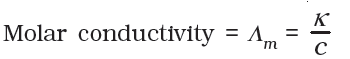 Molar conductivity = Λm = κ/c